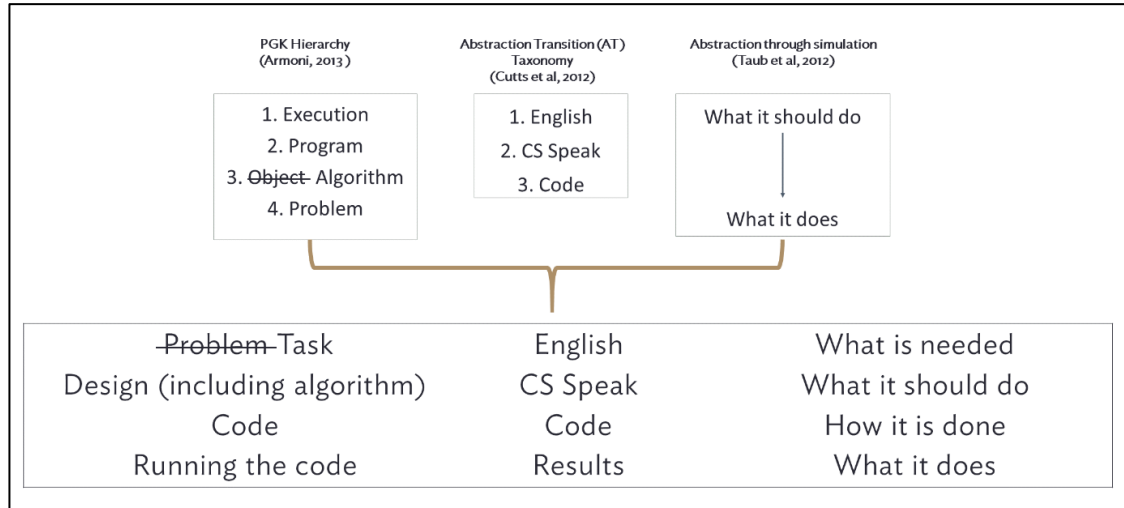 PGK Hierarchy
(Armoni, 2013)
1. Execution
2. Program
3. Object Algorithm
4. Problem
Abstraction Transition (AT)
Taxonomy
(Cutts et al, 2012)
1. English
2. CS Speak
3. Code
Abstraction through simulation
(Taub et al, 2012)
What it should do
What it does
Problem Task English What is needed
Design (including algorithm) CS Speak What it should do
Code Code How it is done
Running the code Results What it does